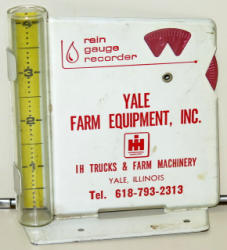 rain
gauge
recorder
YALE
FARM EQUIPMENT, INC.
IH
IH TRUCKS & FARM MACHINERY
YALE, ILLINOIS
Tel. 618-793-2313